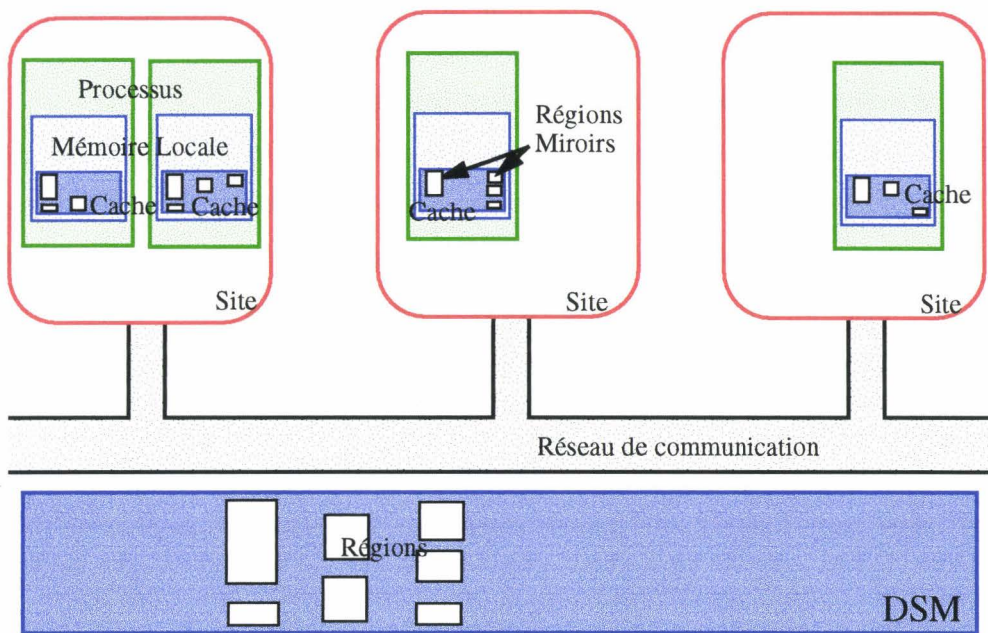 Processus
Mémoire Locale
Cache
Cache
Site
Régions
Miroirs
Cache
Site
Cache
Site
Réseau de communication
Régions
DSM